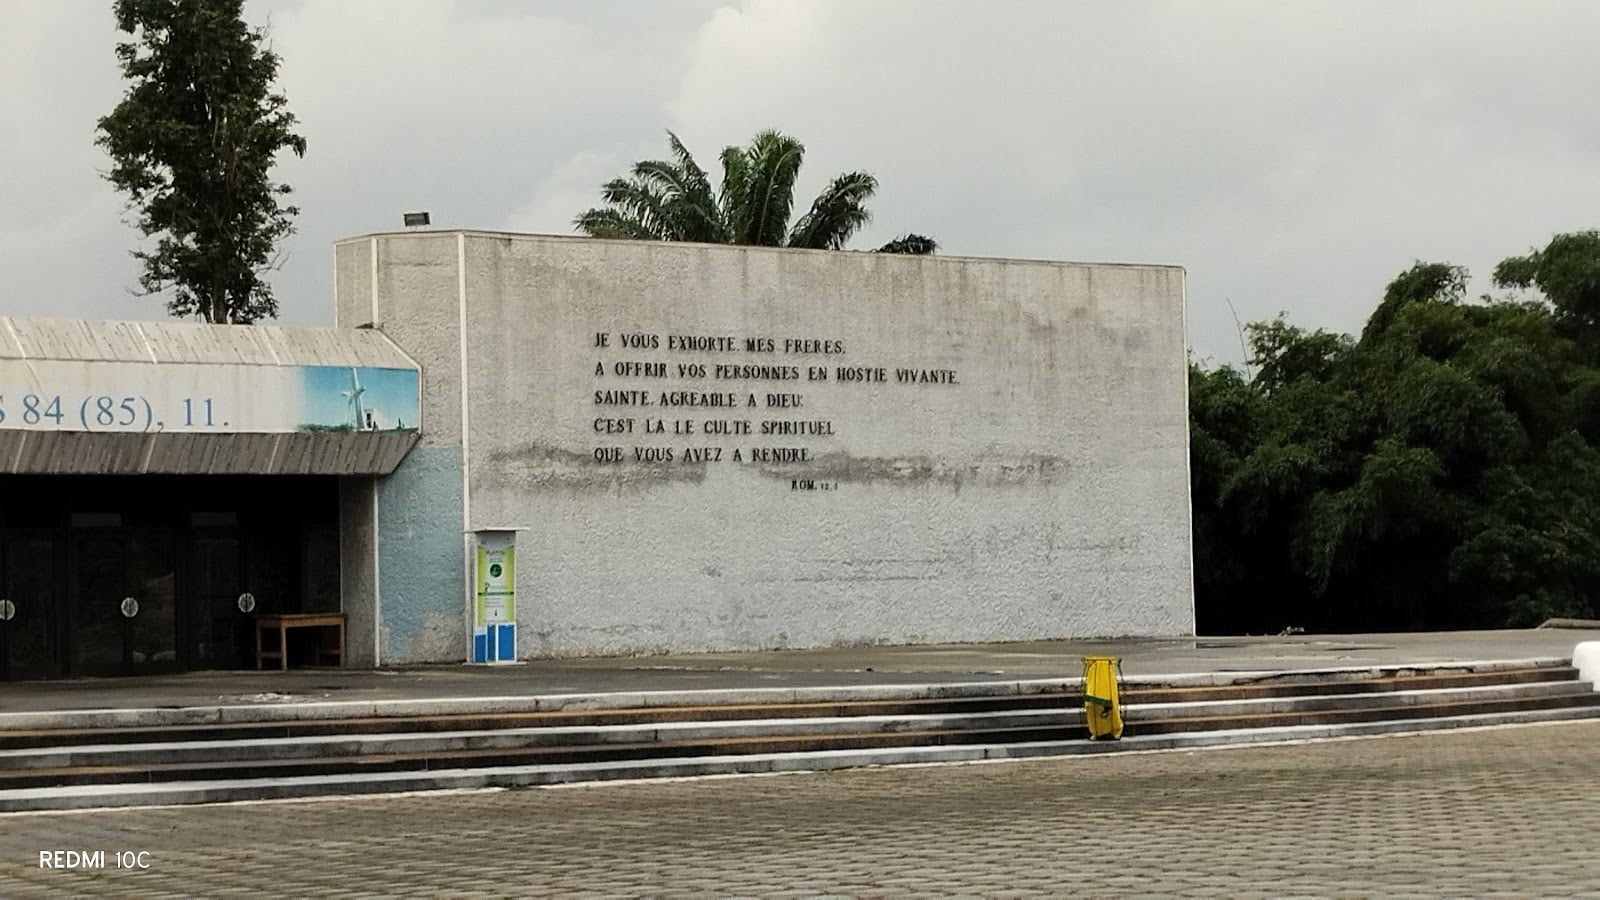 JE VOUS EXHORTE, MES FRERES,
A OFFRIR VOS PERSONNES EN HOSTIE VIVANTE,
SAINTE, AGREABLE A DIEU:
C'EST LA LE CULTE SPIRITUEL
QUE VOUS AVEZ A RENDRE.
ROM. 12, 1
S 84 (85), 11.
REDMI 10C